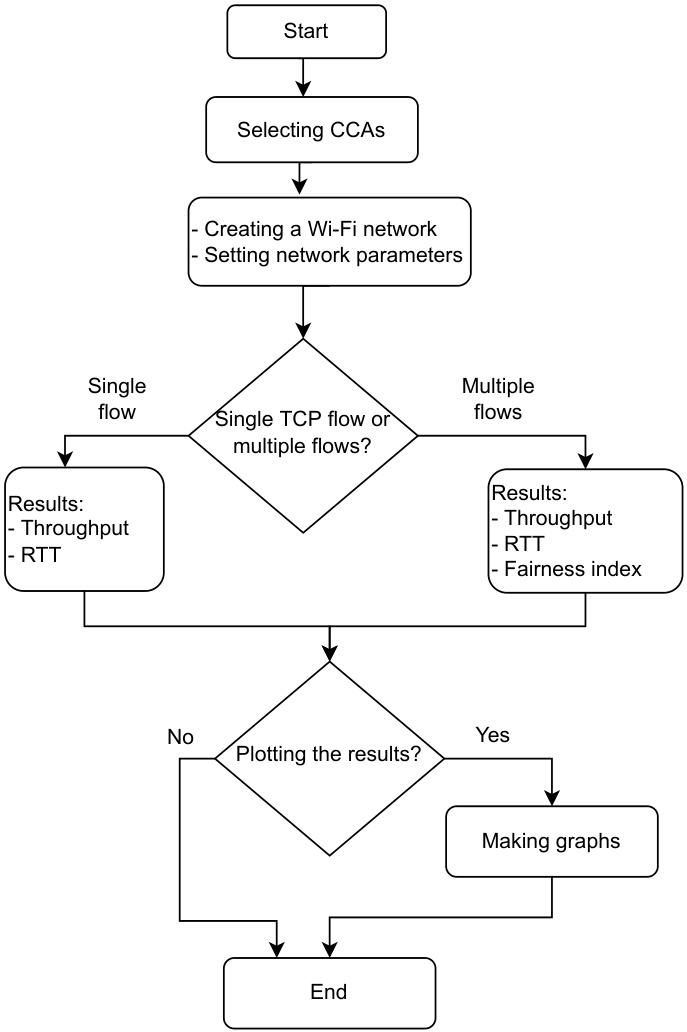 Start
Selecting CCAs
- Creating a Wi-Fi network
- Setting network parameters
Single
flow
Multiple
flows
Single TCP flow or
multiple flows?
Results:
- Throughput
- RTT
Results:
- Throughput
- RTT
- Fairness index
No
Yes
Plotting the results?
Making graphs
End